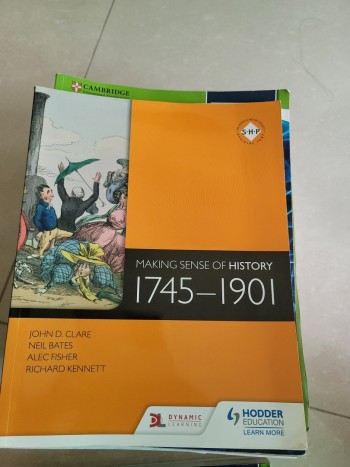 CAMBRIDGE
S·H·P
MAKING SENSE OF HISTORY
1745–1901
JOHN D. CLARE
NEIL BATES
ALEC FISHER
RICHARD KENNETT
DL DYNAMIC
LEARNING
HODDER
EDUCATION
LEARN MORE